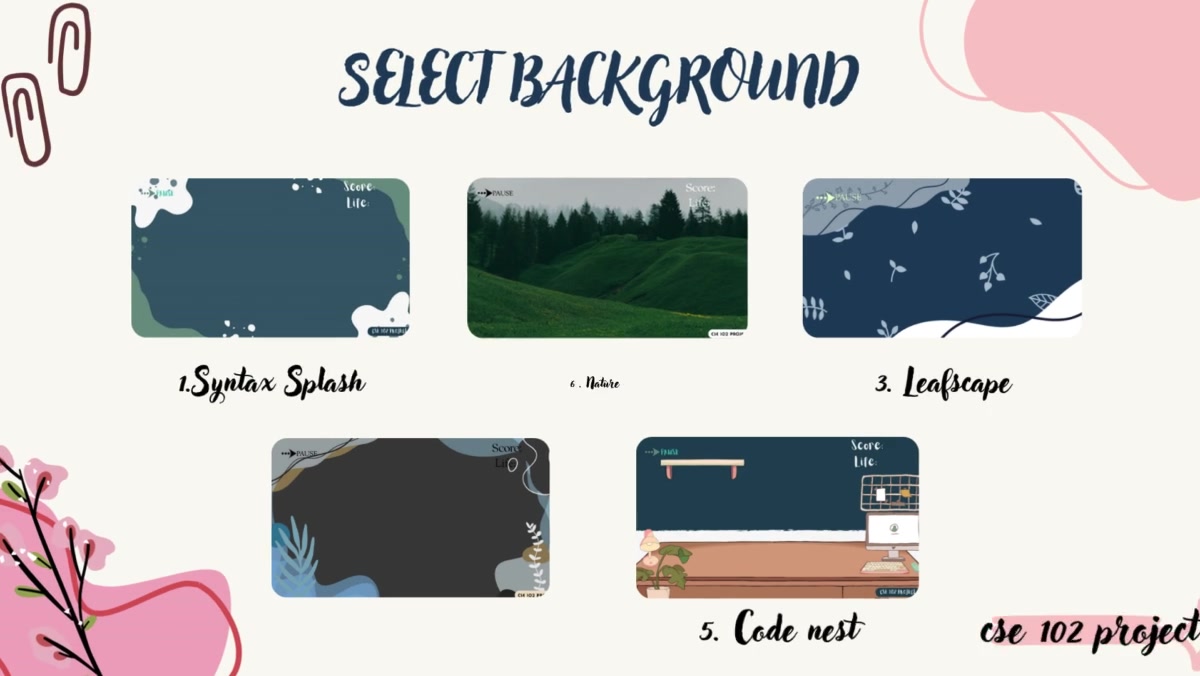 SELECT BACKGROUND
PAUSE
Score:
Life:
CSE 102 PROJECT
PAUSE
Score:
Life:
CSE 102 PROJ
PAUSE
1.Syntax Splash
6 . Nature
3. Leafscape
PAUSE
Score:
Life:
CSE 102 PR
PAUSE
Score:
Life:
CSE 102 PROJECT
5. Code nest
cse 102 project